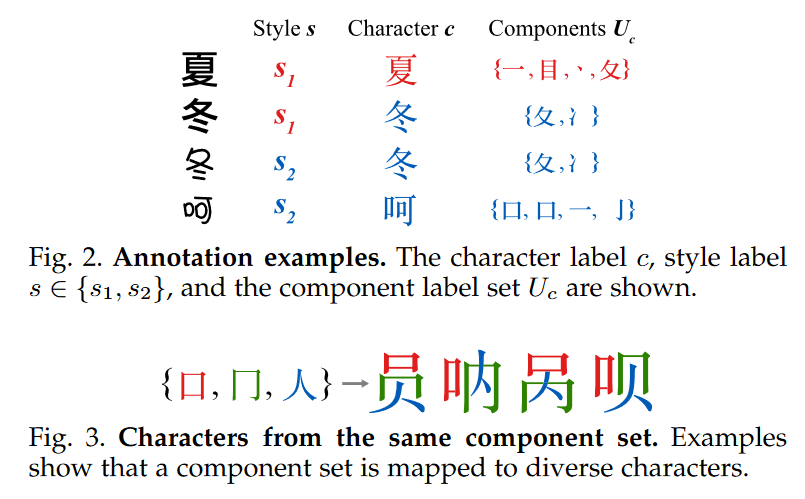 Style s Character c Components U_c
夏 s_1 夏 {一,目,丶,夂}
冬 s_1 冬 {夂,冫}
冬 s_2 冬 {夂,冫}
呵 s_2 呵 {口,口,一,亅}
Fig. 2. Annotation examples. The character label c, style label
s ∈ {s_1, s_2}, and the component label set U_c are shown.
{口,冂,人}→员 呐 呙 呗
Fig. 3. Characters from the same component set. Examples
show that a component set is mapped to diverse characters.